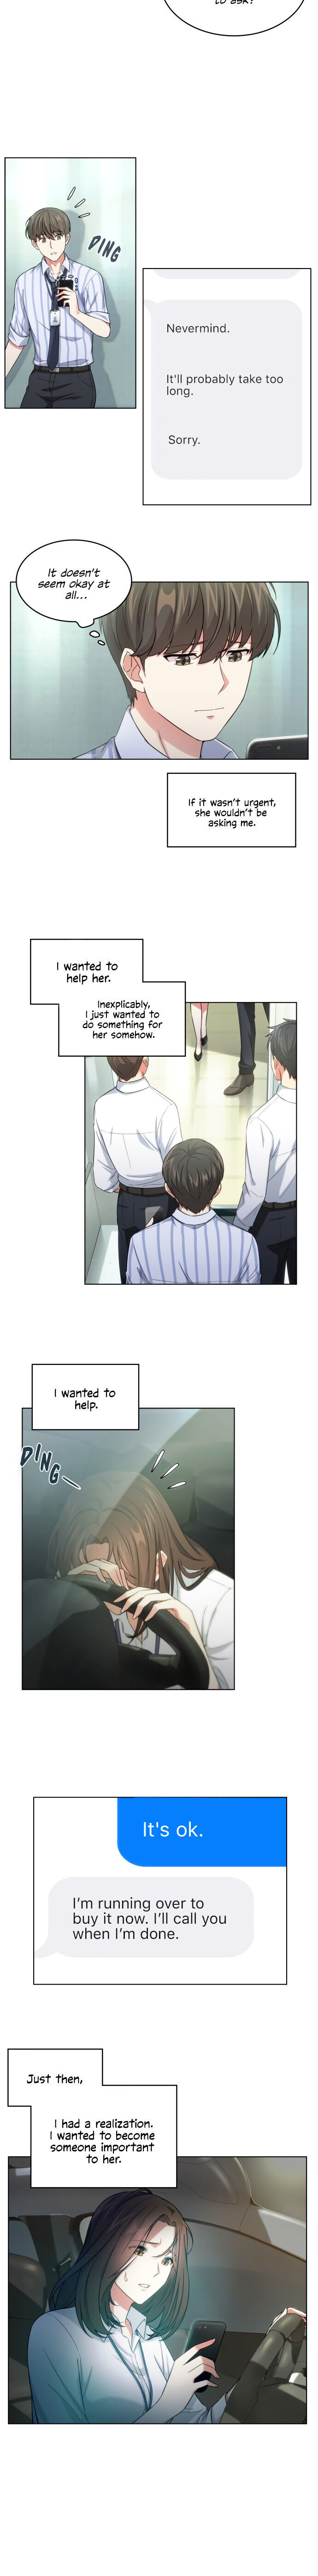 to ask?
DING
Nevermind.
It'll probably take too
long.
Sorry.
It doesn't
seem okay at
all...
If it wasn't urgent,
she wouldn't be
asking me.
I wanted to
help her.
Inexplicably,
I just wanted to
do something for
her somehow.
I wanted to
help.
DING
It's ok.
I'm running over to
buy it now. I'll call you
when I'm done.
Just then,
I had a realization.
I wanted to become
someone important
to her.